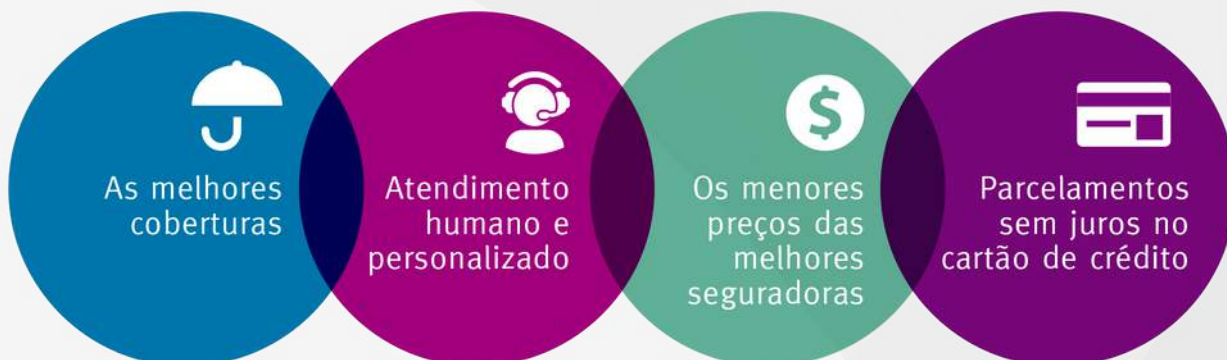 As melhores
coberturas
Atendimento
humano e
personalizado
Os menores
preços das
melhores
seguradoras
Parcelamentos
sem juros no
cartão de crédito